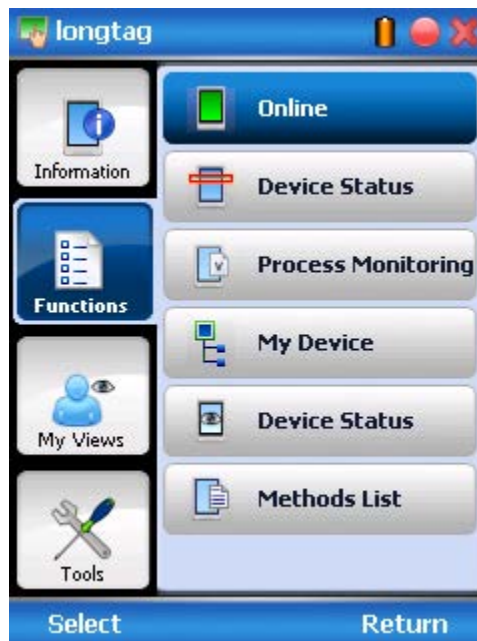 longtag
Information
Functions
My Views
Tools
Online
Device Status
Process Monitoring
My Device
Device Status
Methods List
Select
Return